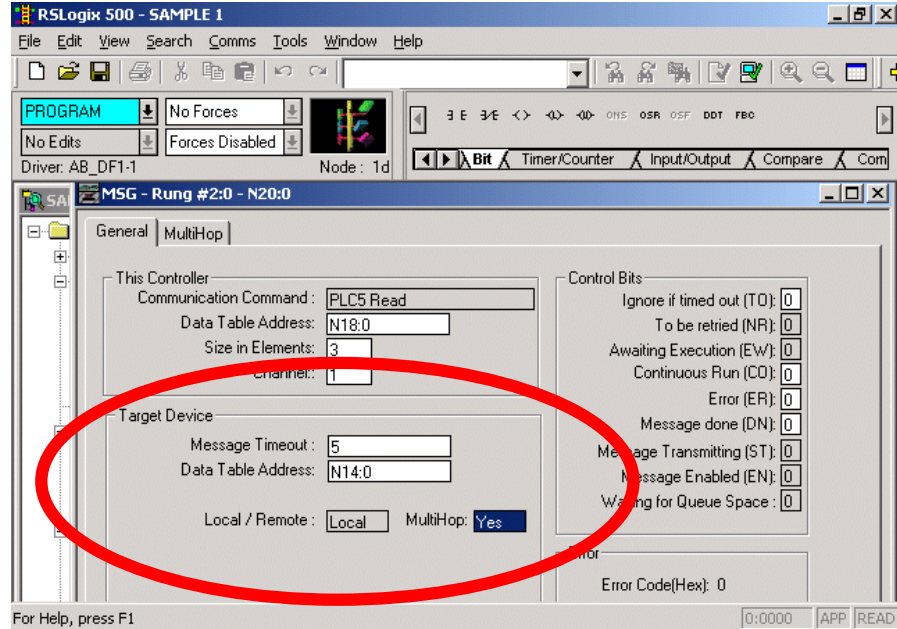 RSLogix 500 - SAMPLE 1
File Edit View Search Comms Tools Window Help
PROGRAM No Forces
No Edits Forces Disabled
Driver: AB_DF1-1 Node : 1d
ONS OSR OSF DDT FBC
Bit Timer/Counter Input/Output Compare Com
SAM
MSG - Rung #2:0 - N20:0
General MultiHop
This Controller
Communication Command : PLC5 Read
Data Table Address: N18:0
Size in Elements: 3
Channel: 1
Target Device
Message Timeout : 5
Data Table Address: N14:0
Local / Remote : Local MultiHop: Yes
Control Bits
Ignore if timed out (TO): 0
To be retried (NR): 0
Awaiting Execution (EW): 0
Continuous Run (CO): 0
Error (ER): 0
Message done (DN): 0
Message Transmitting (ST): 0
Message Enabled (EN): 0
Waiting for Queue Space : 0
Error
Error Code(Hex): 0
For Help, press F1
0:0000 APP READ